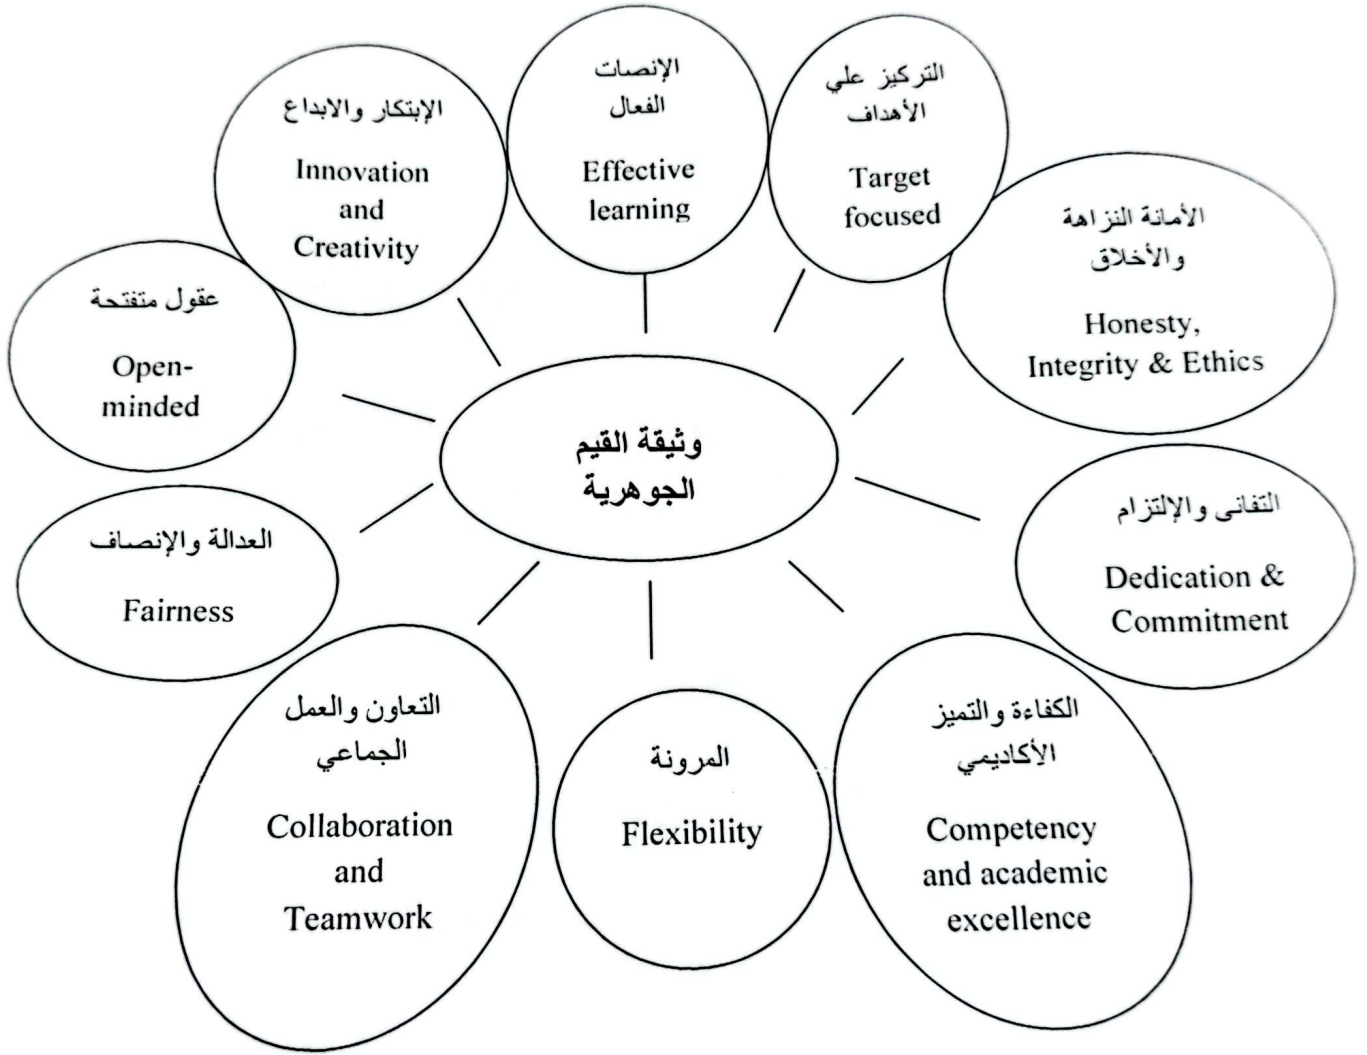 الإنصات
الفعال
Effective
learning
التركيز علي
الأهداف
Target
focused
الأمانة النزاهة
والأخلاق
Honesty,
Integrity & Ethics
التفانى والإلتزام
Dedication &
Commitment
الكفاءة والتميز
الأكاديمي
Competency
and academic
excellence
المرونة
Flexibility
التعاون والعمل
الجماعي
Collaboration
and
Teamwork
العدالة والإنصاف
Fairness
عقول متفتحة
Open-
minded
الإبتكار والابداع
Innovation
and
Creativity
وثيقة القيم
الجوهرية